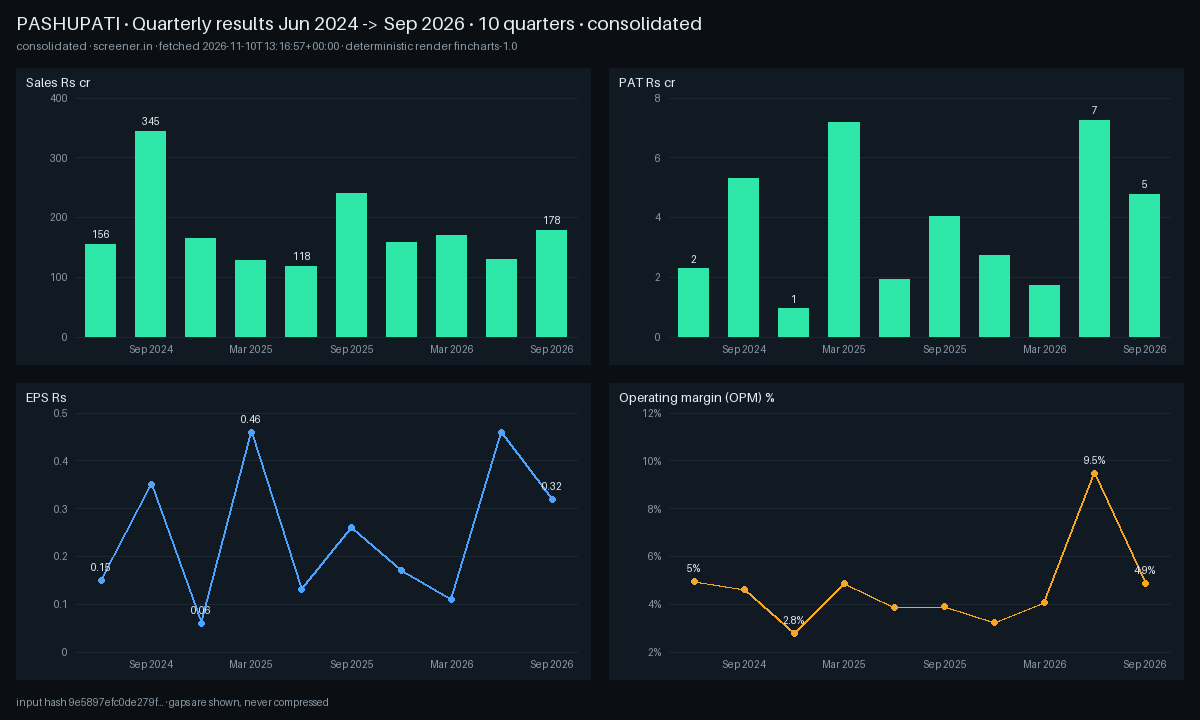 PASHUPATI · Quarterly results Jun 2024 -> Sep 2026 · 10 quarters · consolidated
consolidated · screener.in · fetched 2026-11-10T13:16:57+00:00 · deterministic render fincharts-1.0
Sales Rs cr
400
300
200
100
0
156
345
118
178
Sep 2024
Mar 2025
Sep 2025
Mar 2026
Sep 2026
PAT Rs cr
8
6
4
2
0
2
1
7
5
Sep 2024
Mar 2025
Sep 2025
Mar 2026
Sep 2026
EPS Rs
0.5
0.4
0.3
0.2
0.1
0
0.15
0.06
0.46
0.32
Sep 2024
Mar 2025
Sep 2025
Mar 2026
Sep 2026
Operating margin (OPM) %
12%
10%
8%
6%
4%
2%
5%
2.8%
9.5%
4.9%
Sep 2024
Mar 2025
Sep 2025
Mar 2026
Sep 2026
input hash 9e5897efc0de279f… · gaps are shown, never compressed